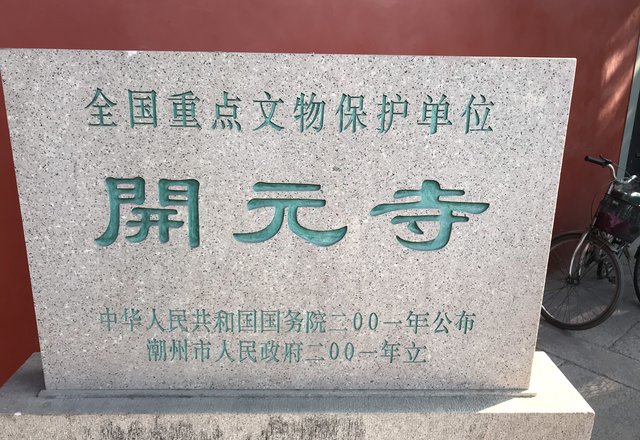 全国重点文物保护单位
開元寺
中华人民共和国国务院二00一年公布
潮州市人民政府二00一年立